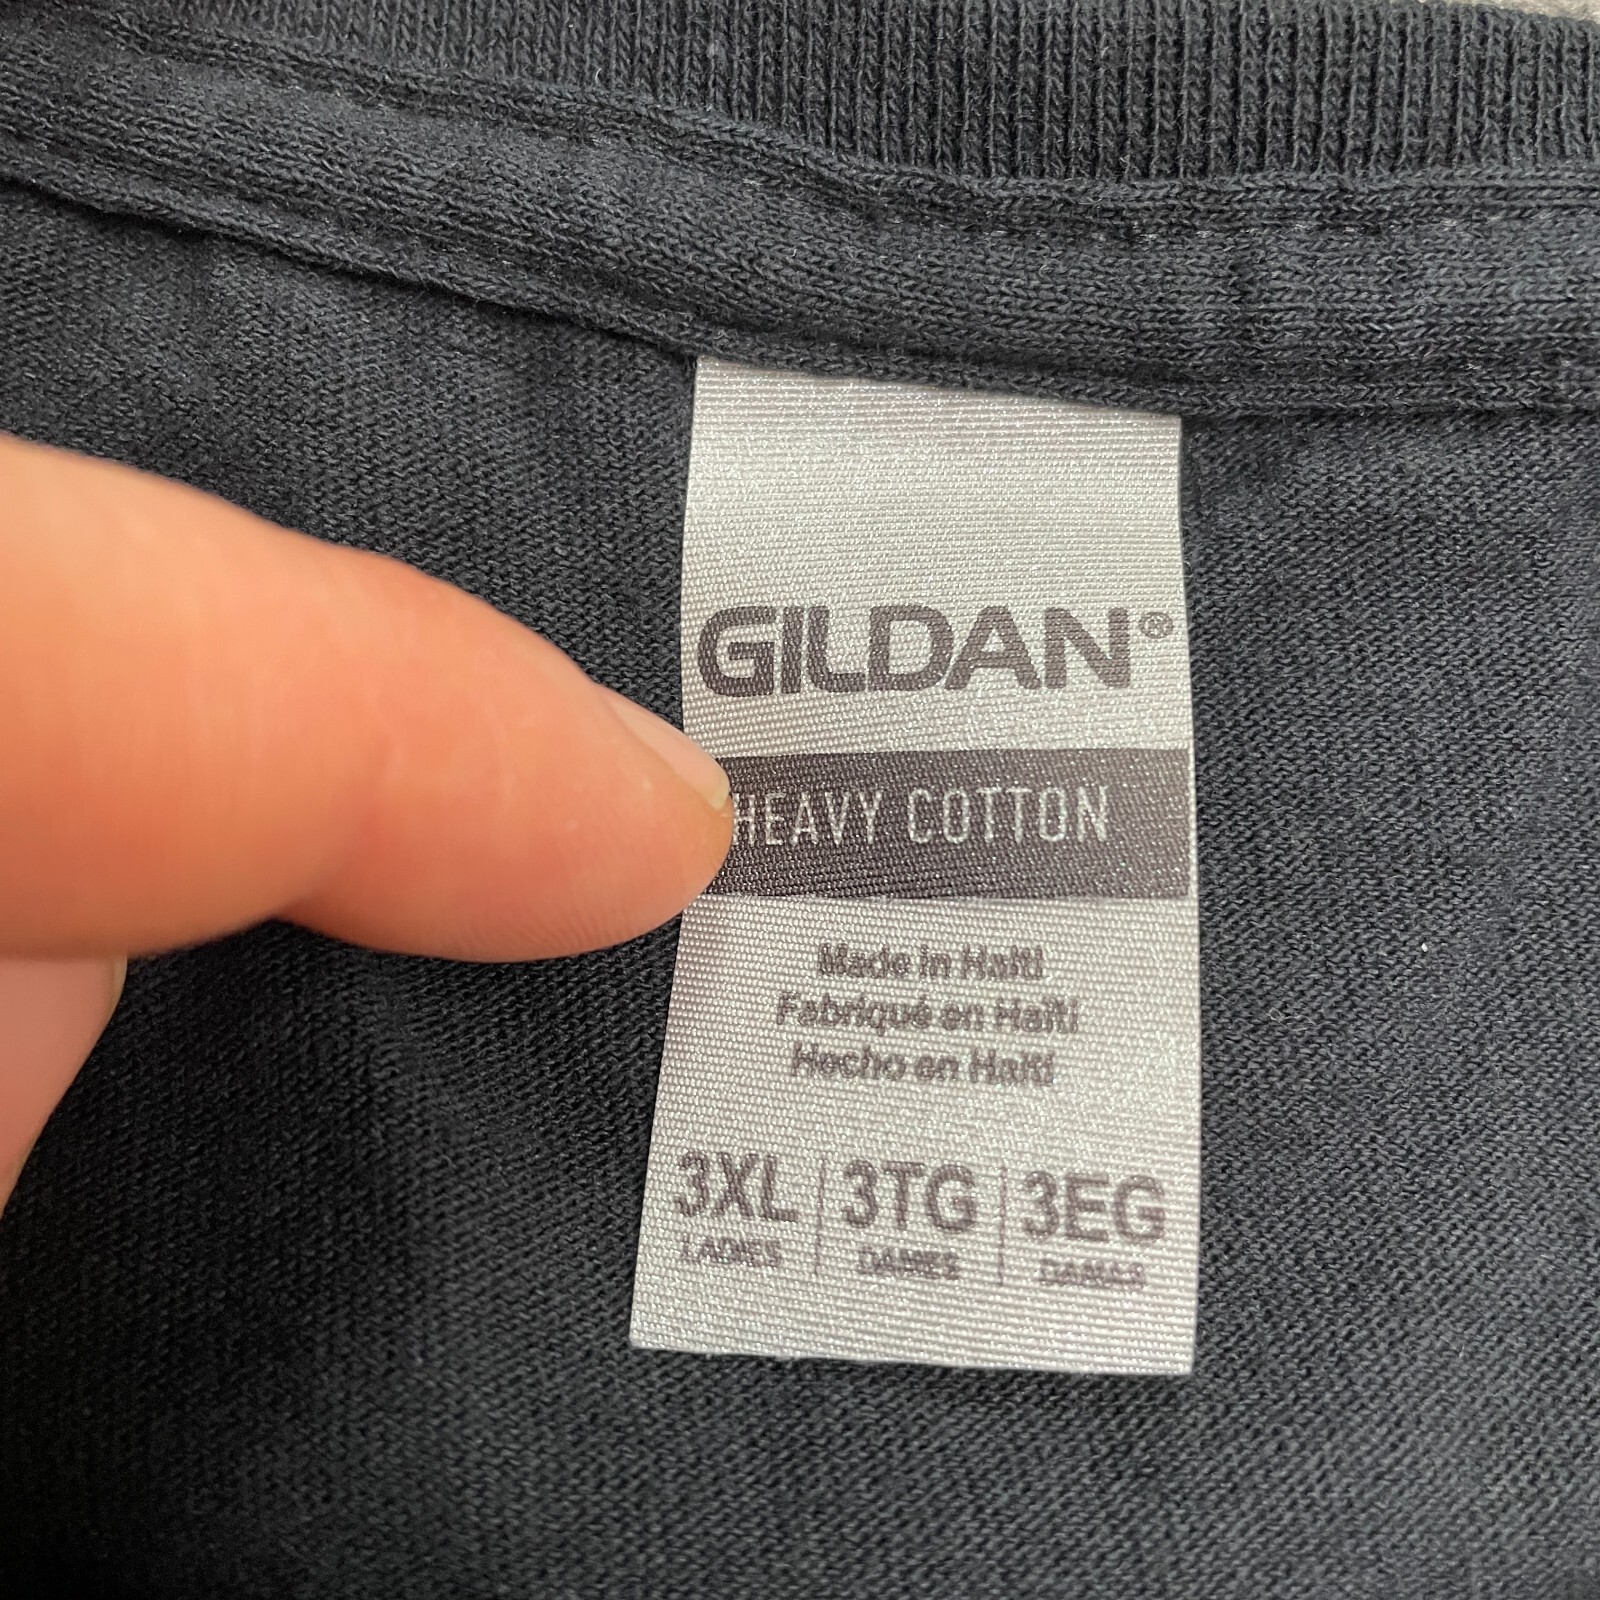 GILDAN®
HEAVY COTTON
Made in Haiti
Fabriqué en Haïti
Hecho en Haití
3XL | 3TG | 3EG
LADIES DAMES DAMAS